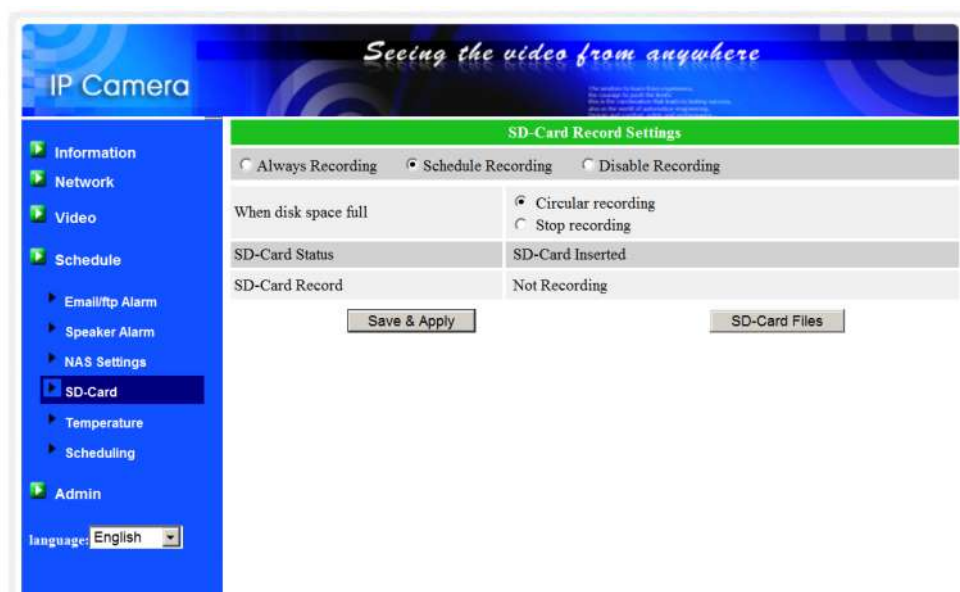 Seeing the video from anywhere
IP Camera
Information
Network
Video
Schedule
Email/ftp Alarm
Speaker Alarm
NAS Settings
SD-Card
Temperature
Scheduling
Admin
language: English
SD-Card Record Settings
Always Recording Schedule Recording Disable Recording
When disk space full
Circular recording
Stop recording
SD-Card Status SD-Card Inserted
SD-Card Record Not Recording
Save & Apply SD-Card Files